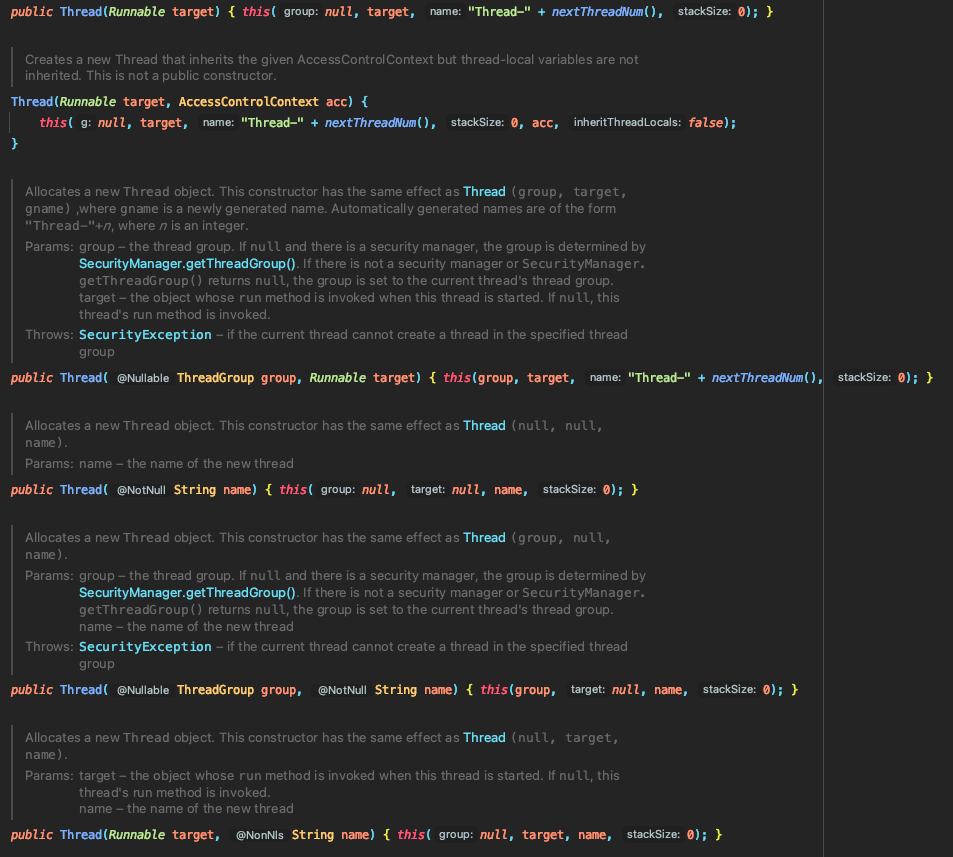 public Thread(Runnable target) { this( group: null, target, name: "Thread-" + nextThreadNum(), stackSize: 0); }
Creates a new Thread that inherits the given AccessControlContext but thread-local variables are not
inherited. This is not a public constructor.
Thread(Runnable target, AccessControlContext acc) {
this( g: null, target, name: "Thread-" + nextThreadNum(), stackSize: 0, acc, inheritThreadLocals: false);
}
Allocates a new Thread object. This constructor has the same effect as Thread (group, target,
gname) ,where gname is a newly generated name. Automatically generated names are of the form
"Thread-"+n, where n is an integer.
Params: group – the thread group. If null and there is a security manager, the group is determined by
SecurityManager.getThreadGroup(). If there is not a security manager or SecurityManager.
getThreadGroup() returns null, the group is set to the current thread's thread group.
target – the object whose run method is invoked when this thread is started. If null, this
thread's run method is invoked.
Throws: SecurityException – if the current thread cannot create a thread in the specified thread
group
public Thread( @Nullable ThreadGroup group, Runnable target) { this(group, target, name: "Thread-" + nextThreadNum(), stackSize: 0); }
Allocates a new Thread object. This constructor has the same effect as Thread (null, null,
name).
Params: name – the name of the new thread
public Thread( @NotNull String name) { this( group: null, target: null, name, stackSize: 0); }
Allocates a new Thread object. This constructor has the same effect as Thread (group, null,
name).
Params: group – the thread group. If null and there is a security manager, the group is determined by
SecurityManager.getThreadGroup(). If there is not a security manager or SecurityManager.
getThreadGroup() returns null, the group is set to the current thread's thread group.
name – the name of the new thread
Throws: SecurityException – if the current thread cannot create a thread in the specified thread
group
public Thread( @Nullable ThreadGroup group, @NotNull String name) { this(group, target: null, name, stackSize: 0); }
Allocates a new Thread object. This constructor has the same effect as Thread (null, target,
name).
Params: target – the object whose run method is invoked when this thread is started. If null, this
thread's run method is invoked.
name – the name of the new thread
public Thread(Runnable target, @NonNls String name) { this( group: null, target, name, stackSize: 0); }